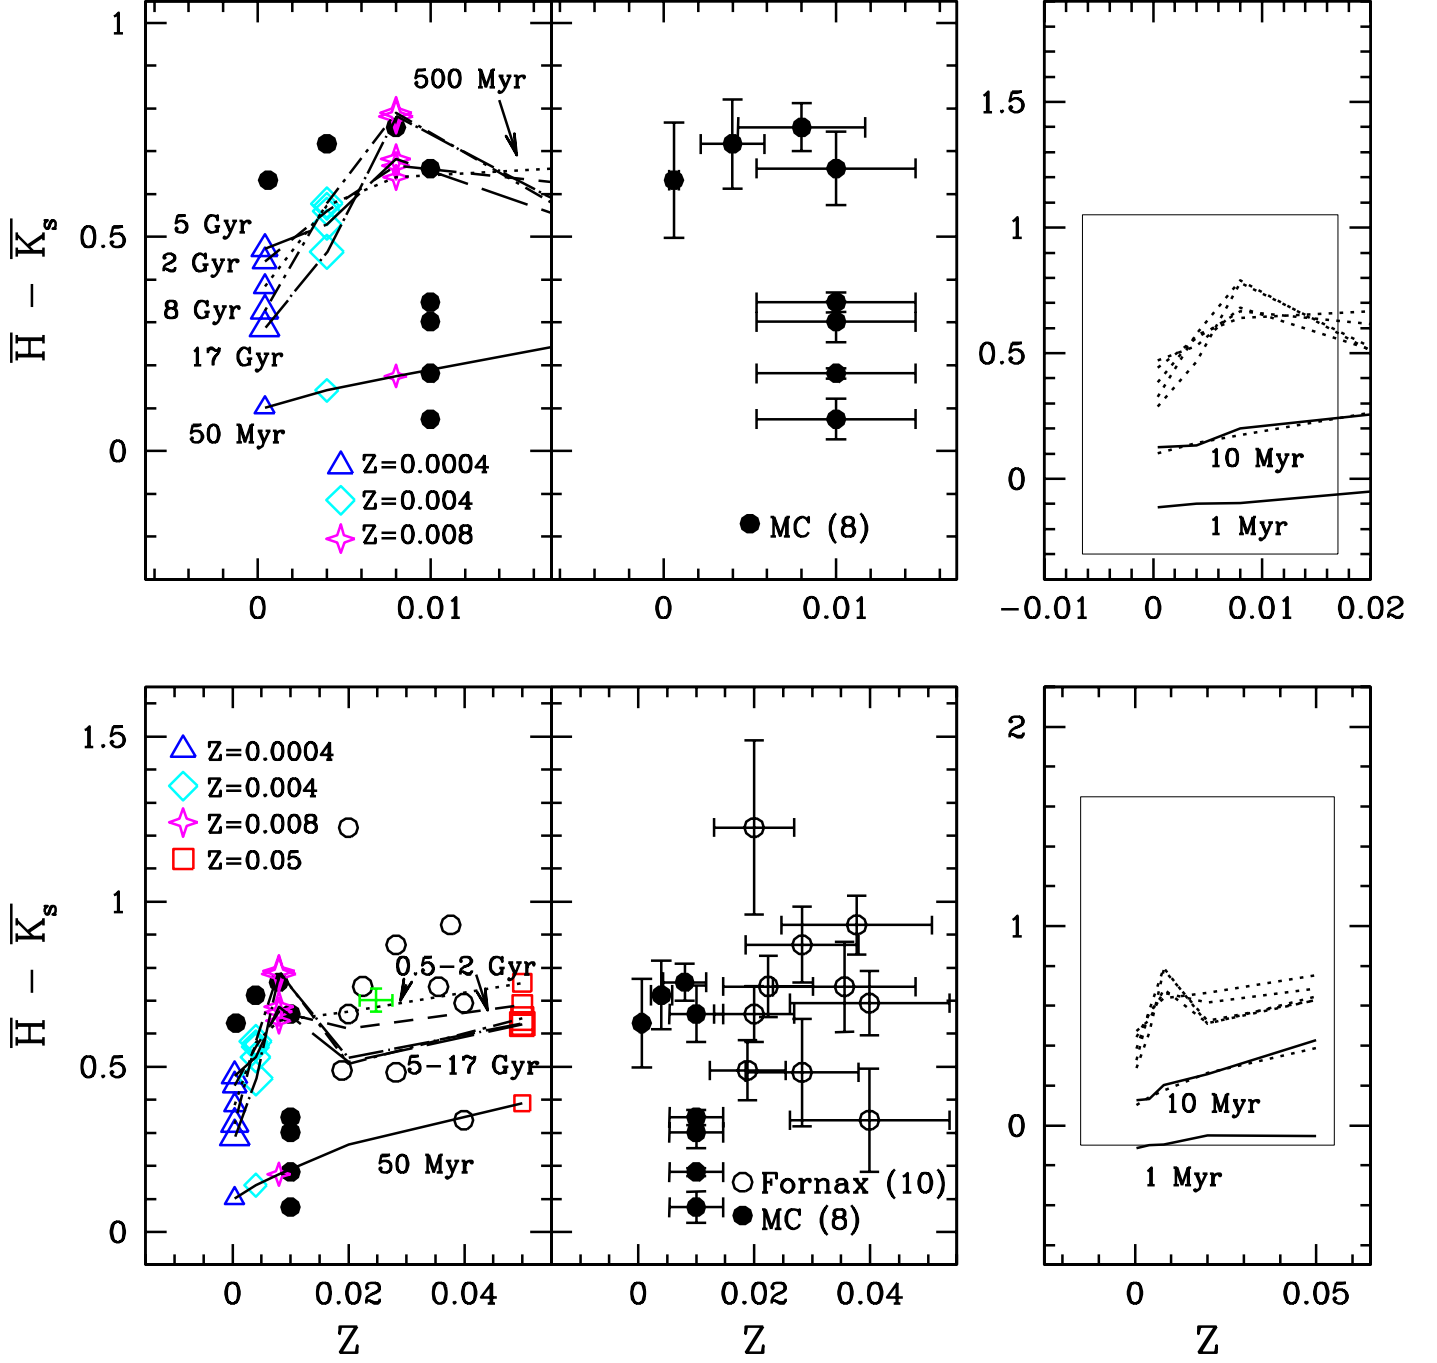 1
0.5
0
H − Ks
500 Myr
5 Gyr
2 Gyr
8 Gyr
17 Gyr
50 Myr
Z=0.0004
Z=0.004
Z=0.008
0
0.01
MC (8)
0
0.01
1.5
1
0.5
0
10 Myr
1 Myr
−0.01
0
0.01
0.02
1.5
1
0.5
0
H − Ks
Z=0.0004
Z=0.004
Z=0.008
Z=0.05
0.5−2 Gyr
5−17 Gyr
50 Myr
0
0.02
0.04
Z
Fornax (10)
MC (8)
0
0.02
0.04
Z
2
1
0
10 Myr
1 Myr
0
0.05
Z